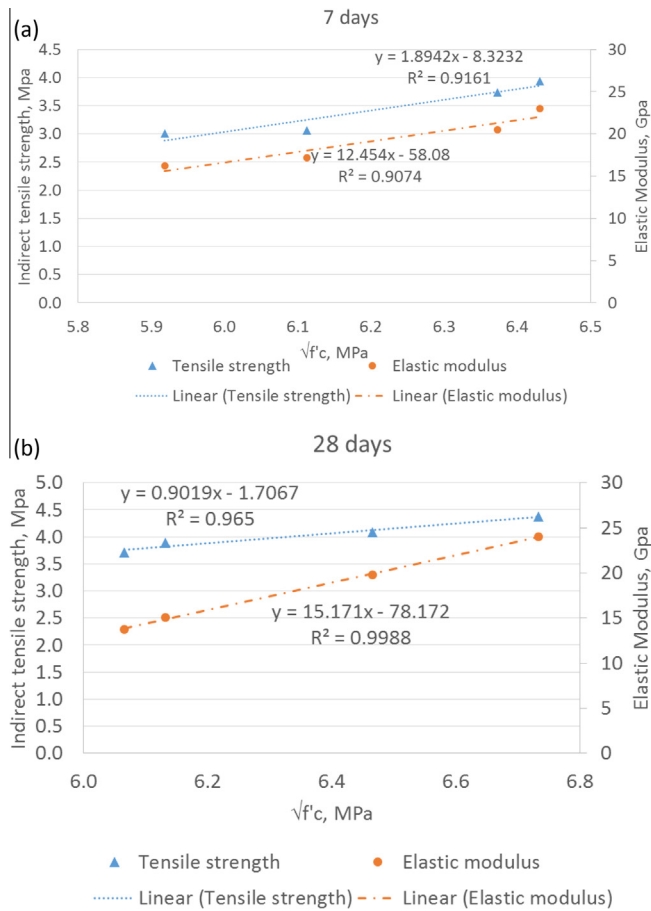 (a)
7 days
4.5
4.0
3.5
3.0
2.5
2.0
1.5
1.0
0.5
0.0
Indirect tensile strength, Mpa
y = 1.8942x - 8.3232
R² = 0.9161
y = 12.454x - 58.08
R² = 0.9074
30
25
20
15
10
5
0
Elastic Modulus, Gpa
5.8 5.9 6.0 6.1 6.2 6.3 6.4 6.5
√f'c, MPa
Tensile strength Elastic modulus
Linear (Tensile strength) Linear (Elastic modulus)
(b)
28 days
5.0
4.5
4.0
3.5
3.0
2.5
2.0
1.5
1.0
0.5
0.0
Indirect tensile strength, Mpa
y = 0.9019x - 1.7067
R² = 0.965
y = 15.171x - 78.172
R² = 0.9988
30
25
20
15
10
5
0
Elastic Modulus, Gpa
6.0 6.2 6.4 6.6 6.8
√f'c, MPa
Tensile strength Elastic modulus
Linear (Tensile strength) Linear (Elastic modulus)